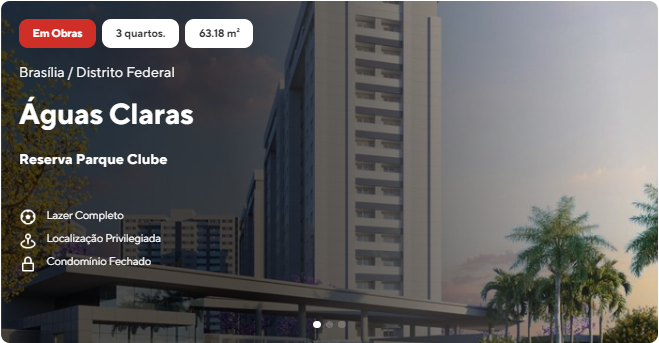 Em Obras
3 quartos.
63.18 m²
Brasília / Distrito Federal
Águas Claras
Reserva Parque Clube
Lazer Completo
Localização Privilegiada
Condomínio Fechado